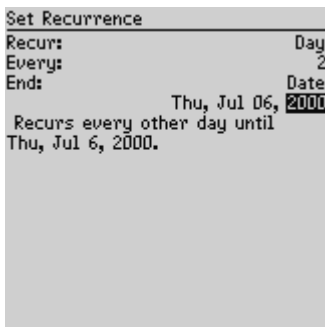 Set Recurrence
Recur: Day
Every: 2
End: Date
Thu, Jul 06, 2000
Recurs every other day until
Thu, Jul 6, 2000.